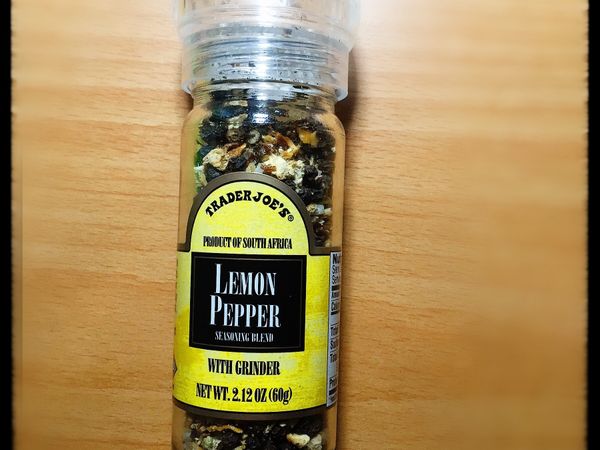 TRADER JOE'S®
PRODUCT OF SOUTH AFRICA
LEMON
PEPPER
SEASONING BLEND
WITH GRINDER
NET WT. 2.12 OZ (60g)